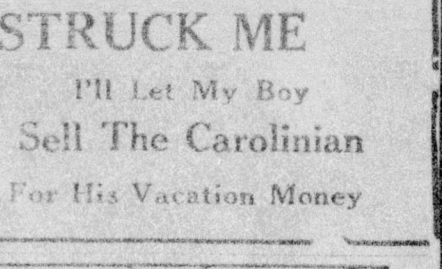 STRUCK ME
I'll Let My Boy
Sell The Carolinian
For His Vacation Money